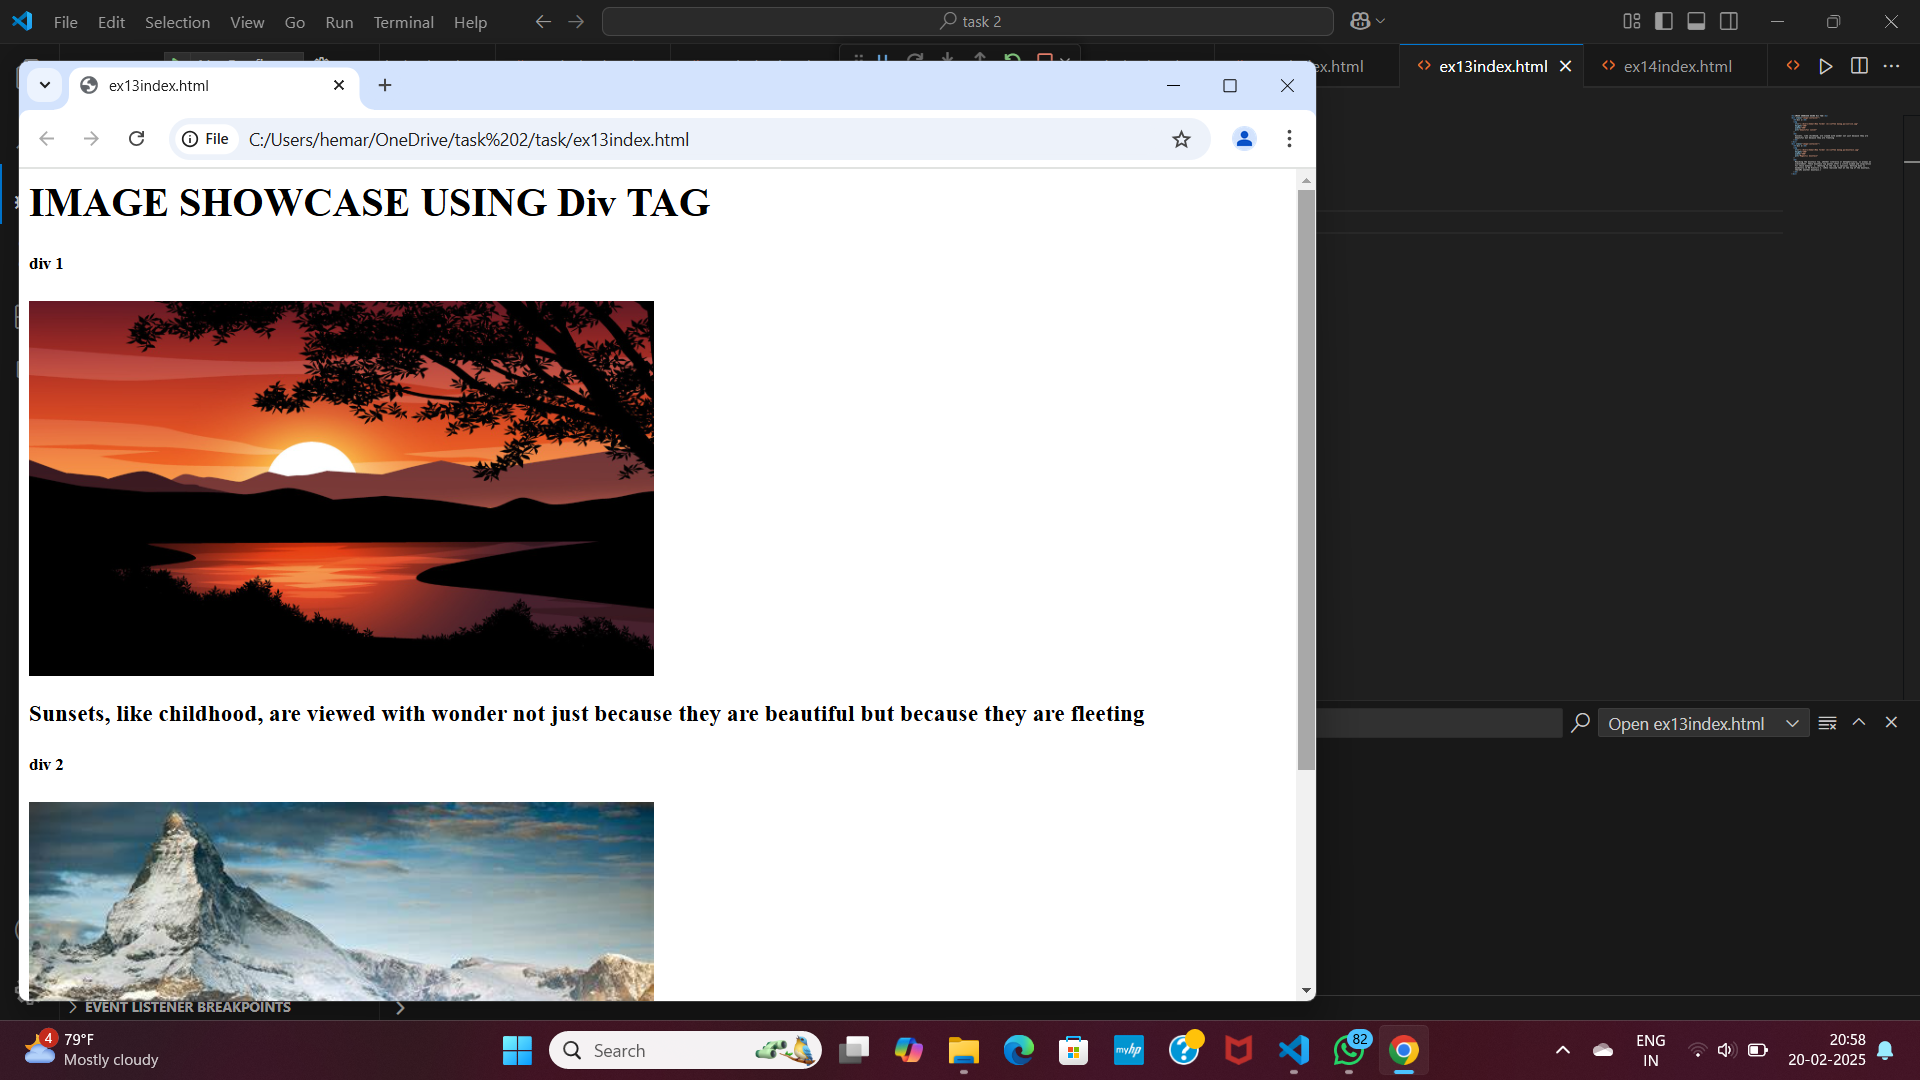 File Edit Selection View Go Run Terminal Help
task 2
ex13index.html
ex14index.html
ex13index.html
File C:/Users/hemar/OneDrive/task%202/task/ex13index.html
IMAGE SHOWCASE USING Div TAG
div 1
Sunsets, like childhood, are viewed with wonder not just because they are beautiful but because they are fleeting
div 2
Open ex13index.html
EVENT LISTENER BREAKPOINTS
4
79°F
Mostly cloudy
Search
myhp
82
ENG
IN
20:58
20-02-2025